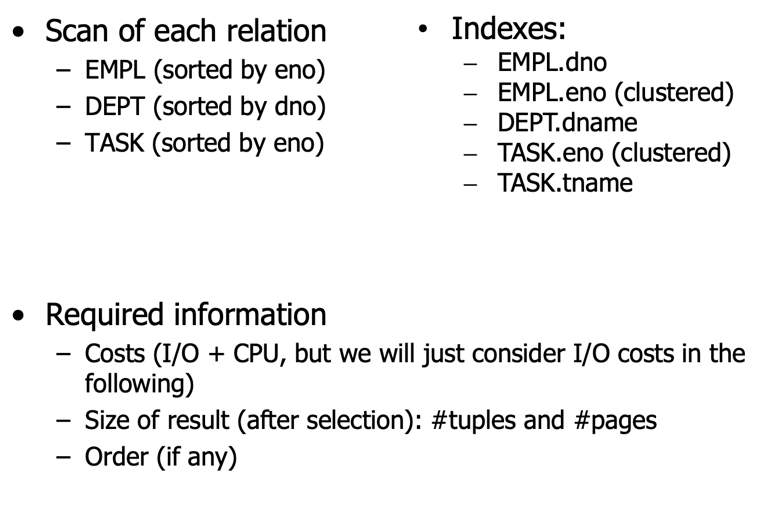 • Scan of each relation
– EMPL (sorted by eno)
– DEPT (sorted by dno)
– TASK (sorted by eno)
• Indexes:
– EMPL.dno
– EMPL.eno (clustered)
– DEPT.dname
– TASK.eno (clustered)
– TASK.tname
• Required information
– Costs (I/O + CPU, but we will just consider I/O costs in the
following)
– Size of result (after selection): #tuples and #pages
– Order (if any)